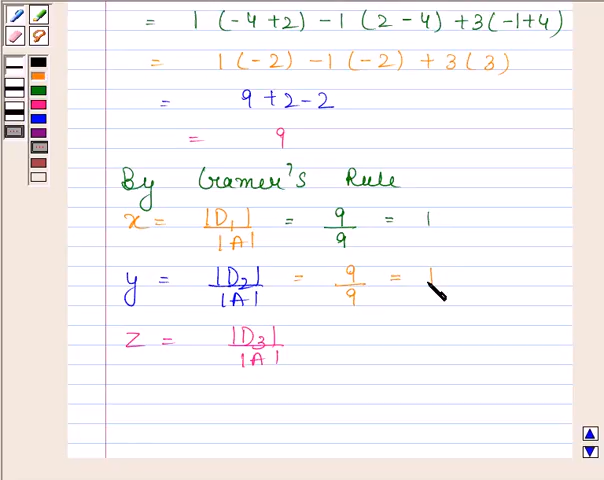 = 1 (-4+2) -1 (2-4) +3(-1+4)
= 1(-2) -1(-2) + 3(3)
= 9+2-2
= 9
By Cramer's Rule
x = |D₁|/|A| = 9/9 = 1
y = |D₂|/|A| = 9/9 = 1
z = |D₃|/|A|